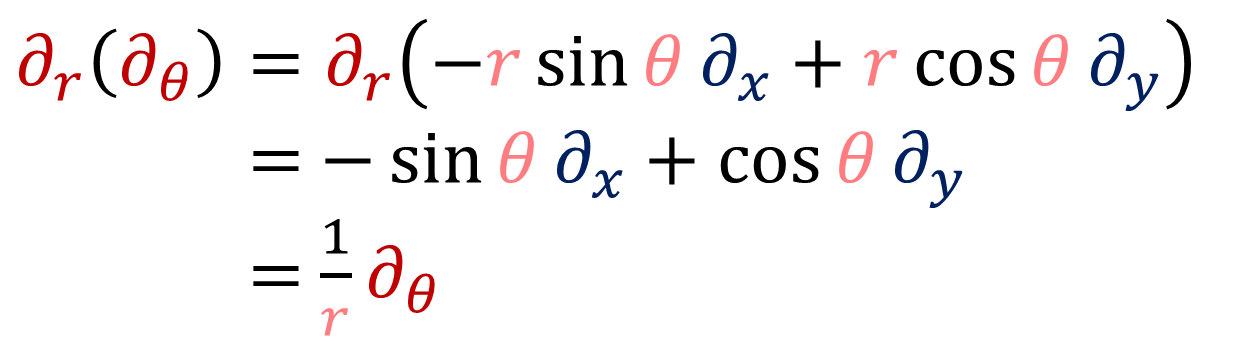 ∂_r(∂_θ) = ∂_r(−r sin θ ∂_x + r cos θ ∂_y)
= − sin θ ∂_x + cos θ ∂_y
= 1/r ∂_θ